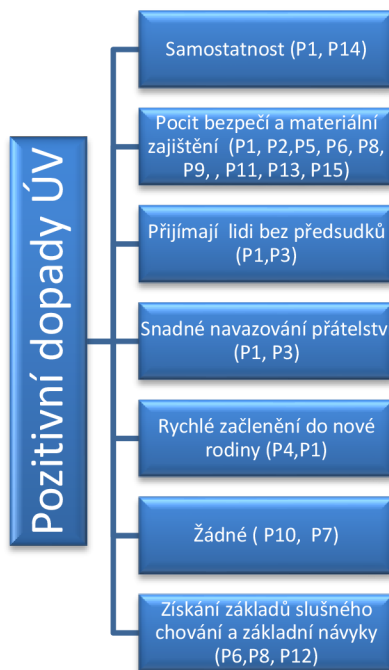 Pozitivní dopady ÚV
Samostatnost (P1, P14)
Pocit bezpečí a materiální
zajištění (P1, P2,P5, P6, P8,
P9, , P11, P13, P15)
Přijímají lidi bez předsudků
(P1,P3)
Snadné navazování přátelství
(P1, P3)
Rychlé začlenění do nové
rodiny (P4,P1)
Žádné ( P10, P7)
Získání základů slušného
chování a základní návyky
(P6,P8, P12)